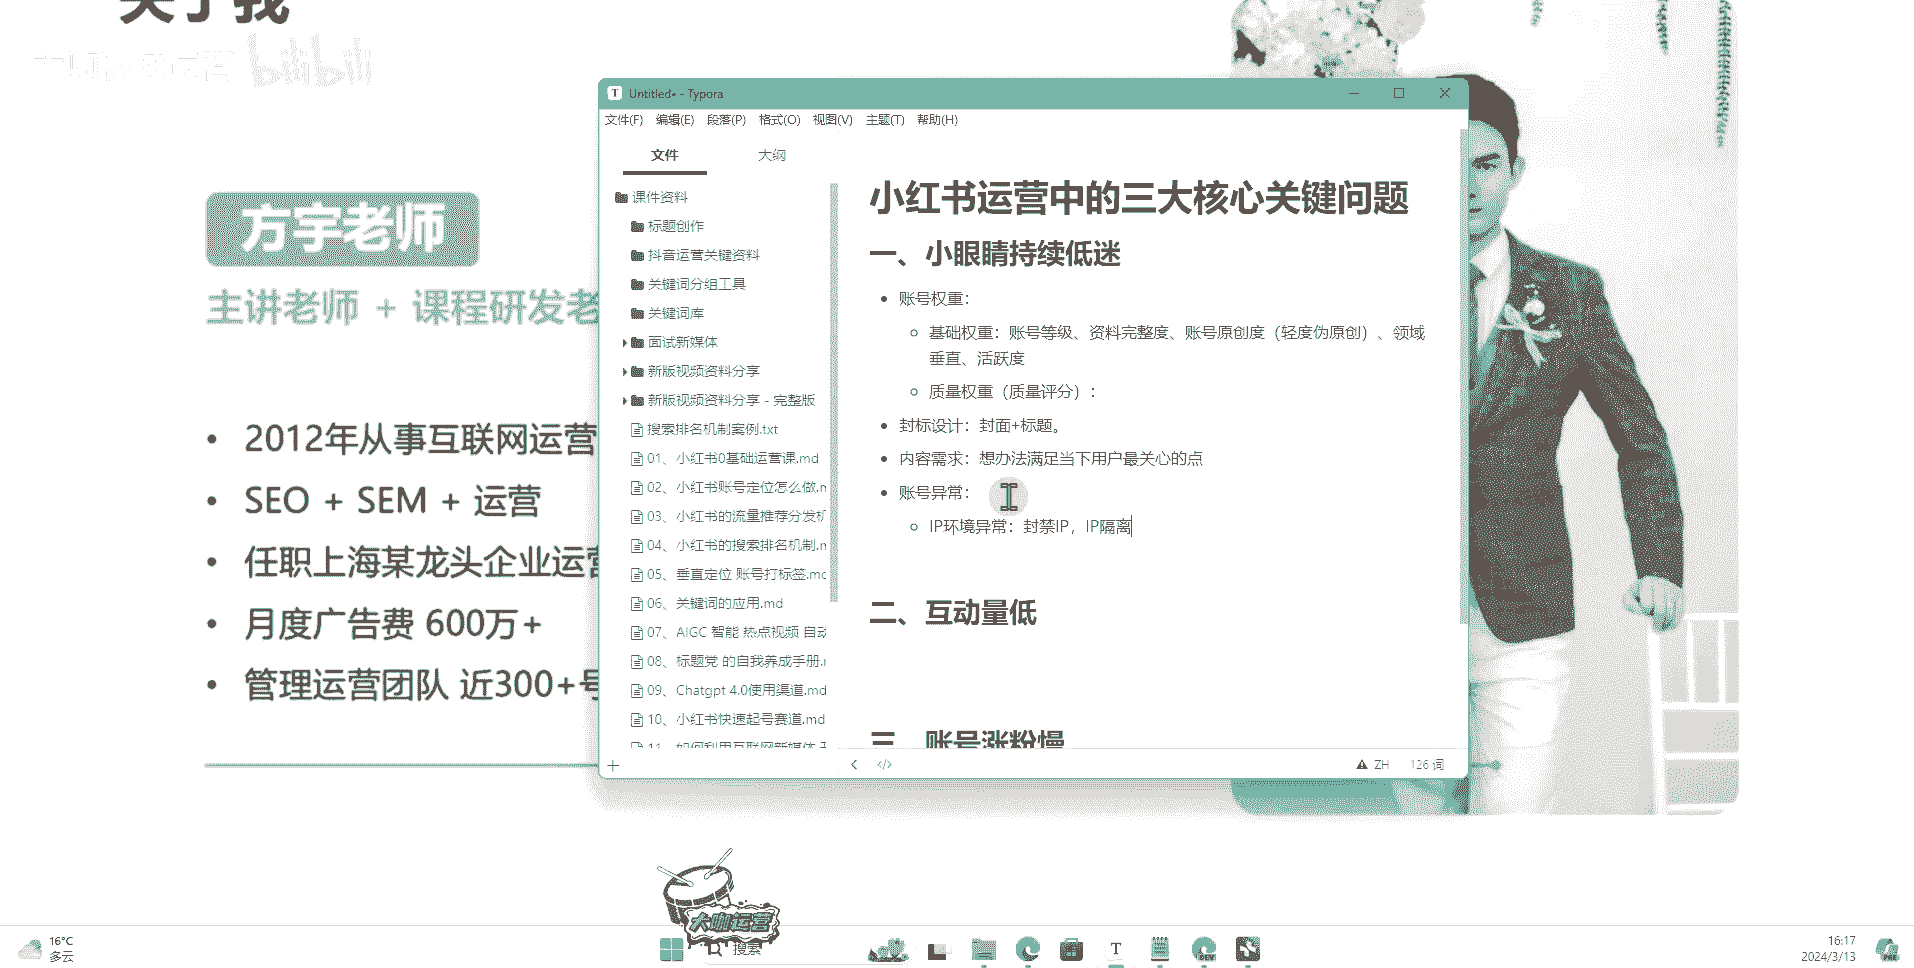 关于我
bilibili
方宇老师
主讲老师 + 课程研发老
2012年从事互联网运营
SEO + SEM + 运营
任职上海某龙头企业运营
月度广告费 600万+
管理运营团队 近300+号
Untitled• - Typora
文件(F) 编辑(E) 段落(P) 格式(O) 视图(V) 主题(T) 帮助(H)
文件 大纲
课件资料
标题创作
抖音运营关键资料
关键词分组工具
关键词库
面试新媒体
新版视频资料分享
新版视频资料分享 - 完整版
搜索排名机制案例.txt
01、小红书0基础运营课.md
02、小红书账号定位怎么做.m
03、小红书的流量推荐分发机
04、小红书的搜索排名机制.m
05、垂直定位 账号打标签.mc
06、关键词的应用.md
07、AIGC 智能 热点视频 自动
08、标题党 的自我养成手册.r
09、Chatgpt 4.0使用渠道.md
10、小红书快速起号赛道.md
11、如何利用互联网新媒体
小红书运营中的三大核心关键问题
一、小眼睛持续低迷
账号权重：
基础权重：账号等级、资料完整度、账号原创度（轻度伪原创）、领域
垂直、活跃度
质量权重（质量评分）：
封标设计：封面+标题。
内容需求：想办法满足当下用户最关心的点
账号异常：
IP环境异常：封禁IP，IP隔离
二、互动量低
三、账号涨粉慢
ZH 126 词
大咖运营
16°C
多云
搜索
T
DEV
16:17
2024/3/13
PRE